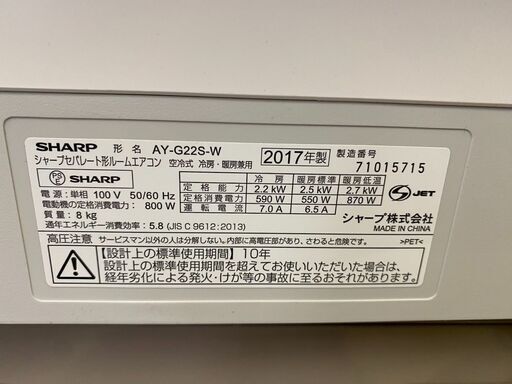 SHARP 形 名 AY-G22S-W 2017年製 製造番号
シャープセパレート形ルームエアコン 空冷式 冷房・暖房兼用 71015715
PS E SHARP
冷 房 暖房標準 暖房低温
定 格 能 力 2.2 kW 2.5 kW 2.7 kW
定格消費電力 590 W 550 W 870 W
運 転 電 流 7.0 A 6.5 A
S JET
電 源：単相 100 V 50/60 Hz
電動機の定格消費電力： 800 W
質 量： 8 kg
シャープ株式会社
MADE IN CHINA
通年エネルギー消費効率： 5.8 (JIS C 9612:2013)
高圧注意 サービスマン以外の人は分解しないで。内部に高電圧部があり、さわると危険です。 >PET<
【設計上の標準使用期間】10年
設計上の標準使用期間を超えてお使いいただいた場合は、
経年劣化による発火・けが等の事故に至るおそれがあります。